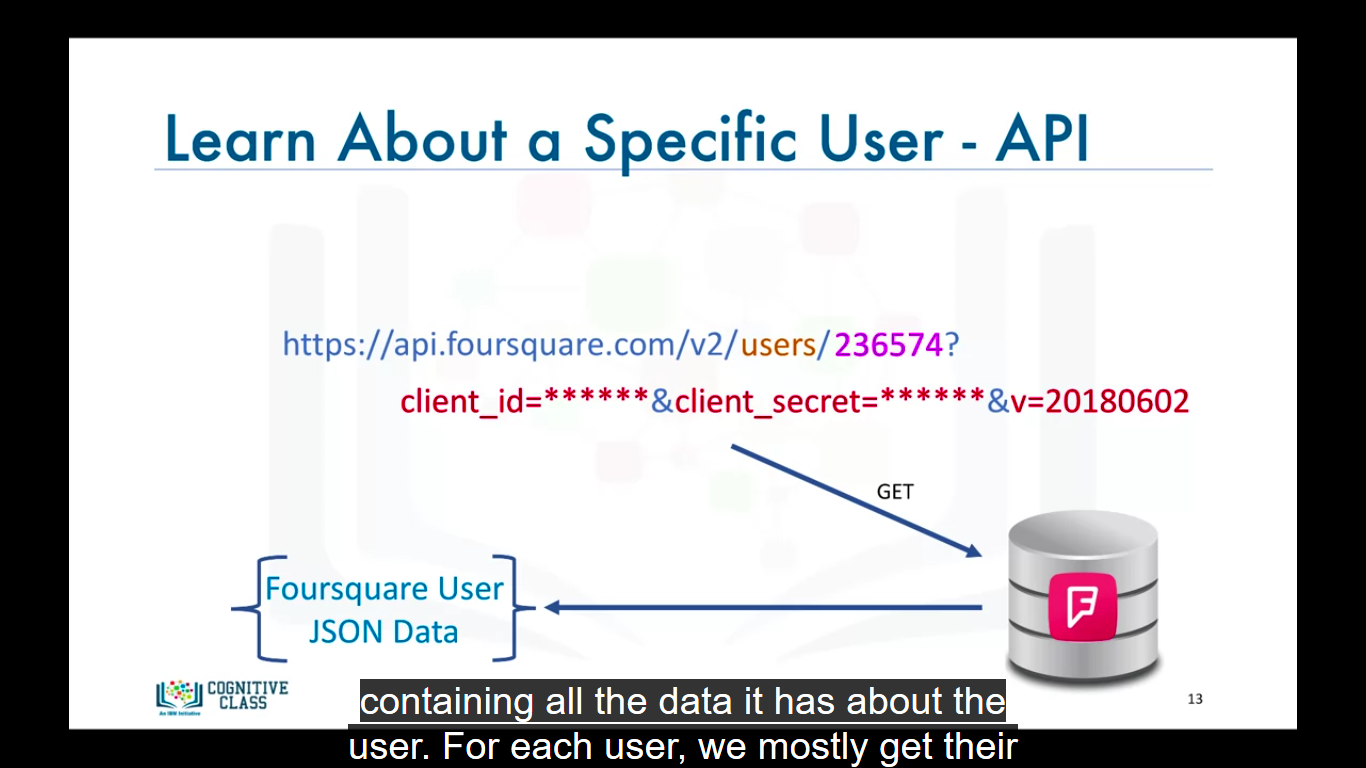 Learn About a Specific User - API
https://api.foursquare.com/v2/users/236574?
client_id=******&client_secret=******&v=20180602
GET
Foursquare User
JSON Data
COGNITIVE
CLASS
An IBM Initiative
13
containing all the data it has about the
user. For each user, we mostly get their